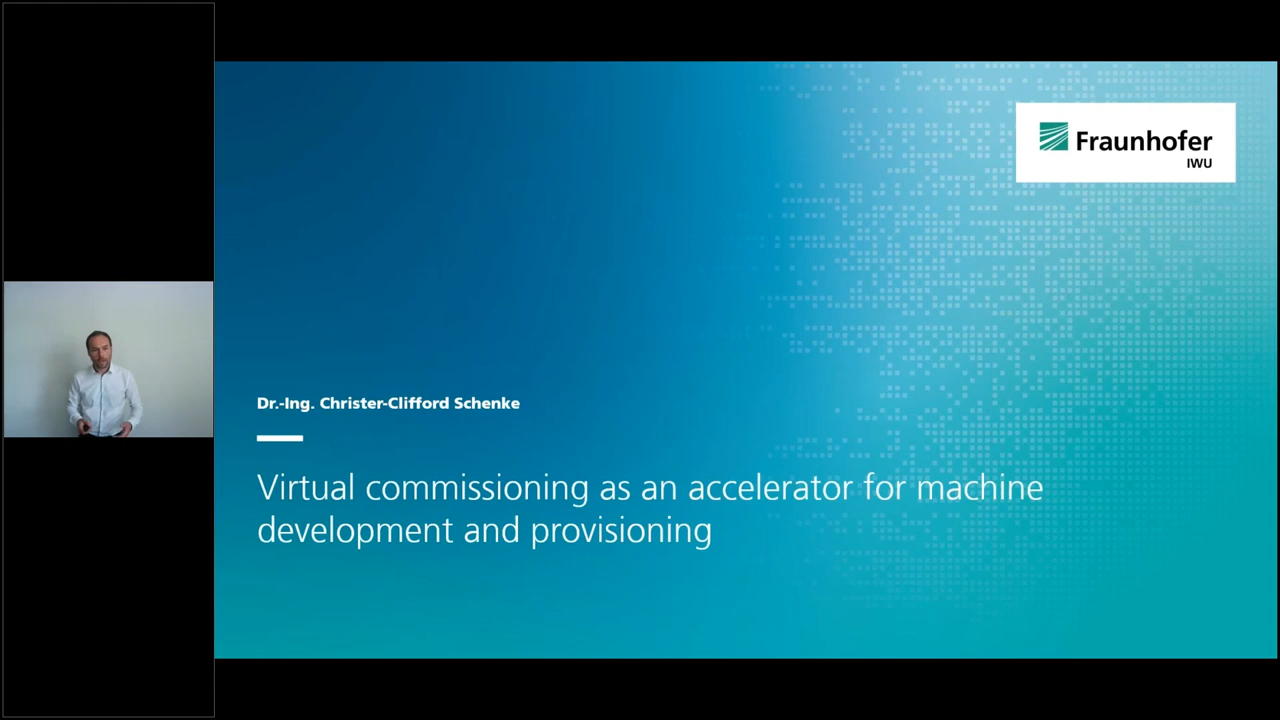 Fraunhofer
IWU
Dr.-Ing. Christer-Clifford Schenke
Virtual commissioning as an accelerator for machine
development and provisioning